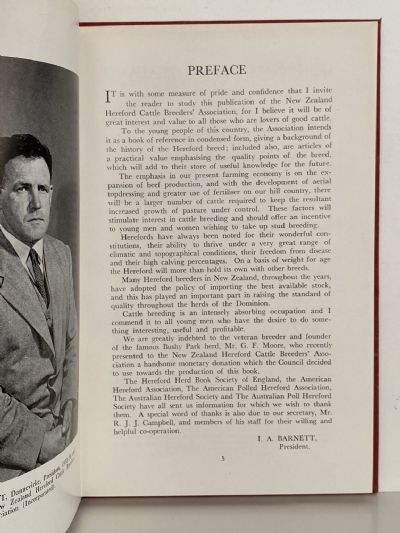 PREFACE
IT is with some measure of pride and confidence that I invite
the reader to study this publication of the New Zealand
Hereford Cattle Breeders' Association, for I believe it will be of
great interest and value to all those who are lovers of good cattle.
To the young people of this country, the Association intends
it as a book of reference in condensed form, giving a background of
the history of the Hereford breed; included also, are articles of
a practical value emphasising the quality points of the breed,
which will add to their store of useful knowledge for the future.
The emphasis in our present farming economy is on the ex-
pansion of beef production, and with the development of aerial
topdressing and greater use of fertiliser on our hill country, there
will be a larger number of cattle required to keep the resultant
increased growth of pasture under control. These factors will
stimulate interest in cattle breeding and should offer an incentive
to young men and women wishing to take up stud breeding.
Herefords have always been noted for their wonderful con-
stitutions, their ability to thrive under a very great range of
climatic and topographical conditions, their freedom from disease
and their high calving percentages. On a basis of weight for age
the Hereford will more than hold its own with other breeds.
Many Hereford breeders in New Zealand, throughout the years,
have adopted the policy of importing the best available stock,
and this has played an important part in raising the standard of
quality throughout the herds of the Dominion.
Cattle breeding is an intensely absorbing occupation and I
commend it to all young men who have the desire to do some-
thing interesting, useful and profitable.
We are greatly indebted to the veteran breeder and founder
of the famous Bushy Park herd, Mr. G. F. Moore, who recently
presented to the New Zealand Hereford Cattle Breeders' Asso-
ciation a handsome monetary donation which the Council decided
to use towards the production of this book.
The Hereford Herd Book Society of England, the American
Hereford Association, The American Polled Hereford Association,
The Australian Hereford Society and The Australian Poll Hereford
Society have all sent us information for which we wish to thank
them. A special word of thanks is also due to our secretary, Mr.
R. J. J. Campbell, and members of his staff for their willing and
helpful co-operation.
I. A. BARNETT,
President.
5
TT, Dannevirke, President,
Zealand Hereford Cattle
ciation (Incorporated).